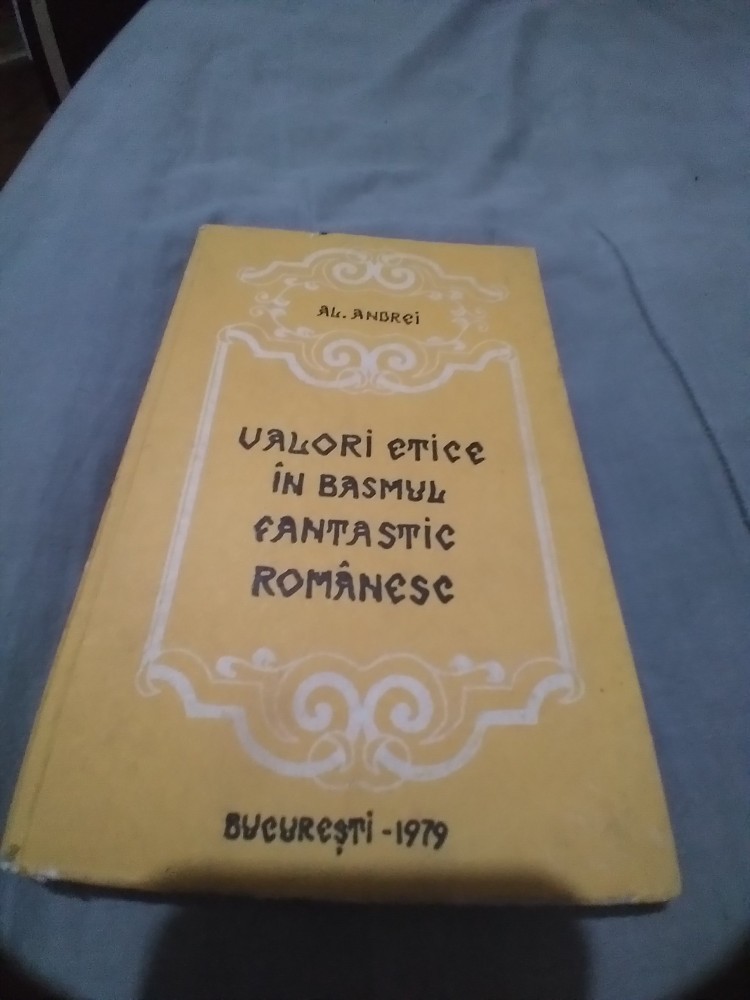 AL. ANDREI
VALORI ETICE
ÎN BASMUL
FANTASTIC
ROMÂNESC
BUCUREȘTI - 1979